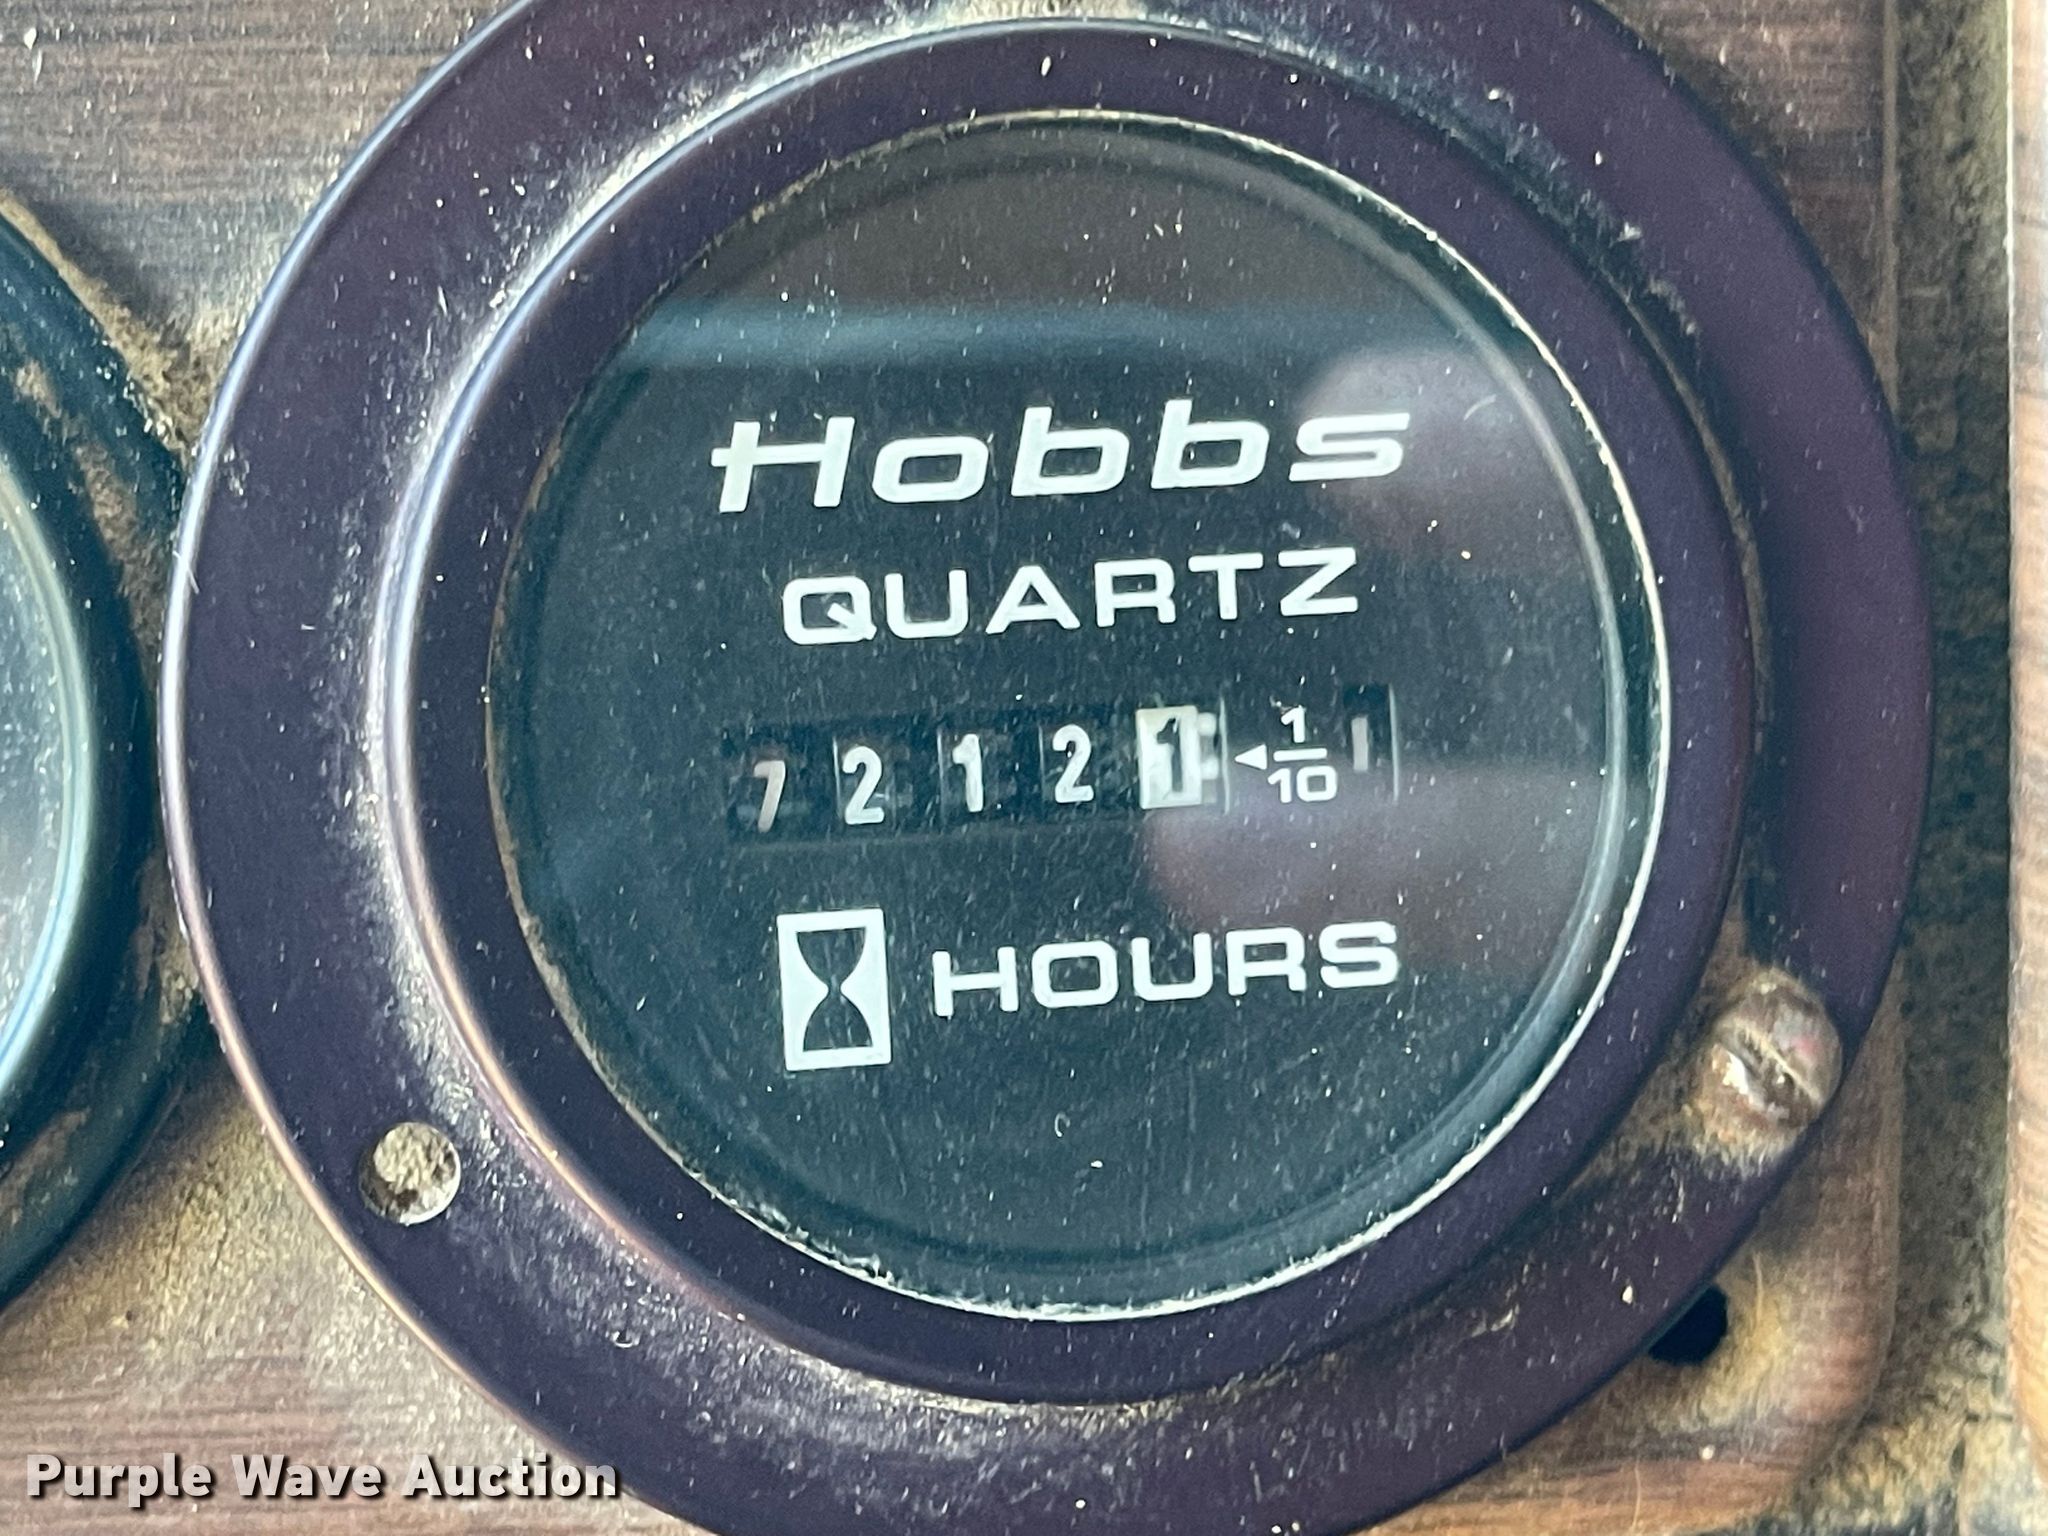 Hobbs
QUARTZ
7 2 1 2 1 ◄ 1/10
HOURS
Purple Wave Auction